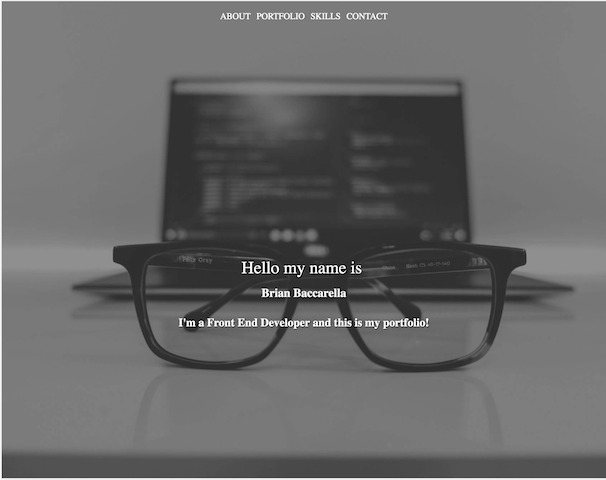 ABOUT PORTFOLIO SKILLS CONTACT
Hello my name is
Brian Baccarella
I'm a Front End Developer and this is my portfolio!